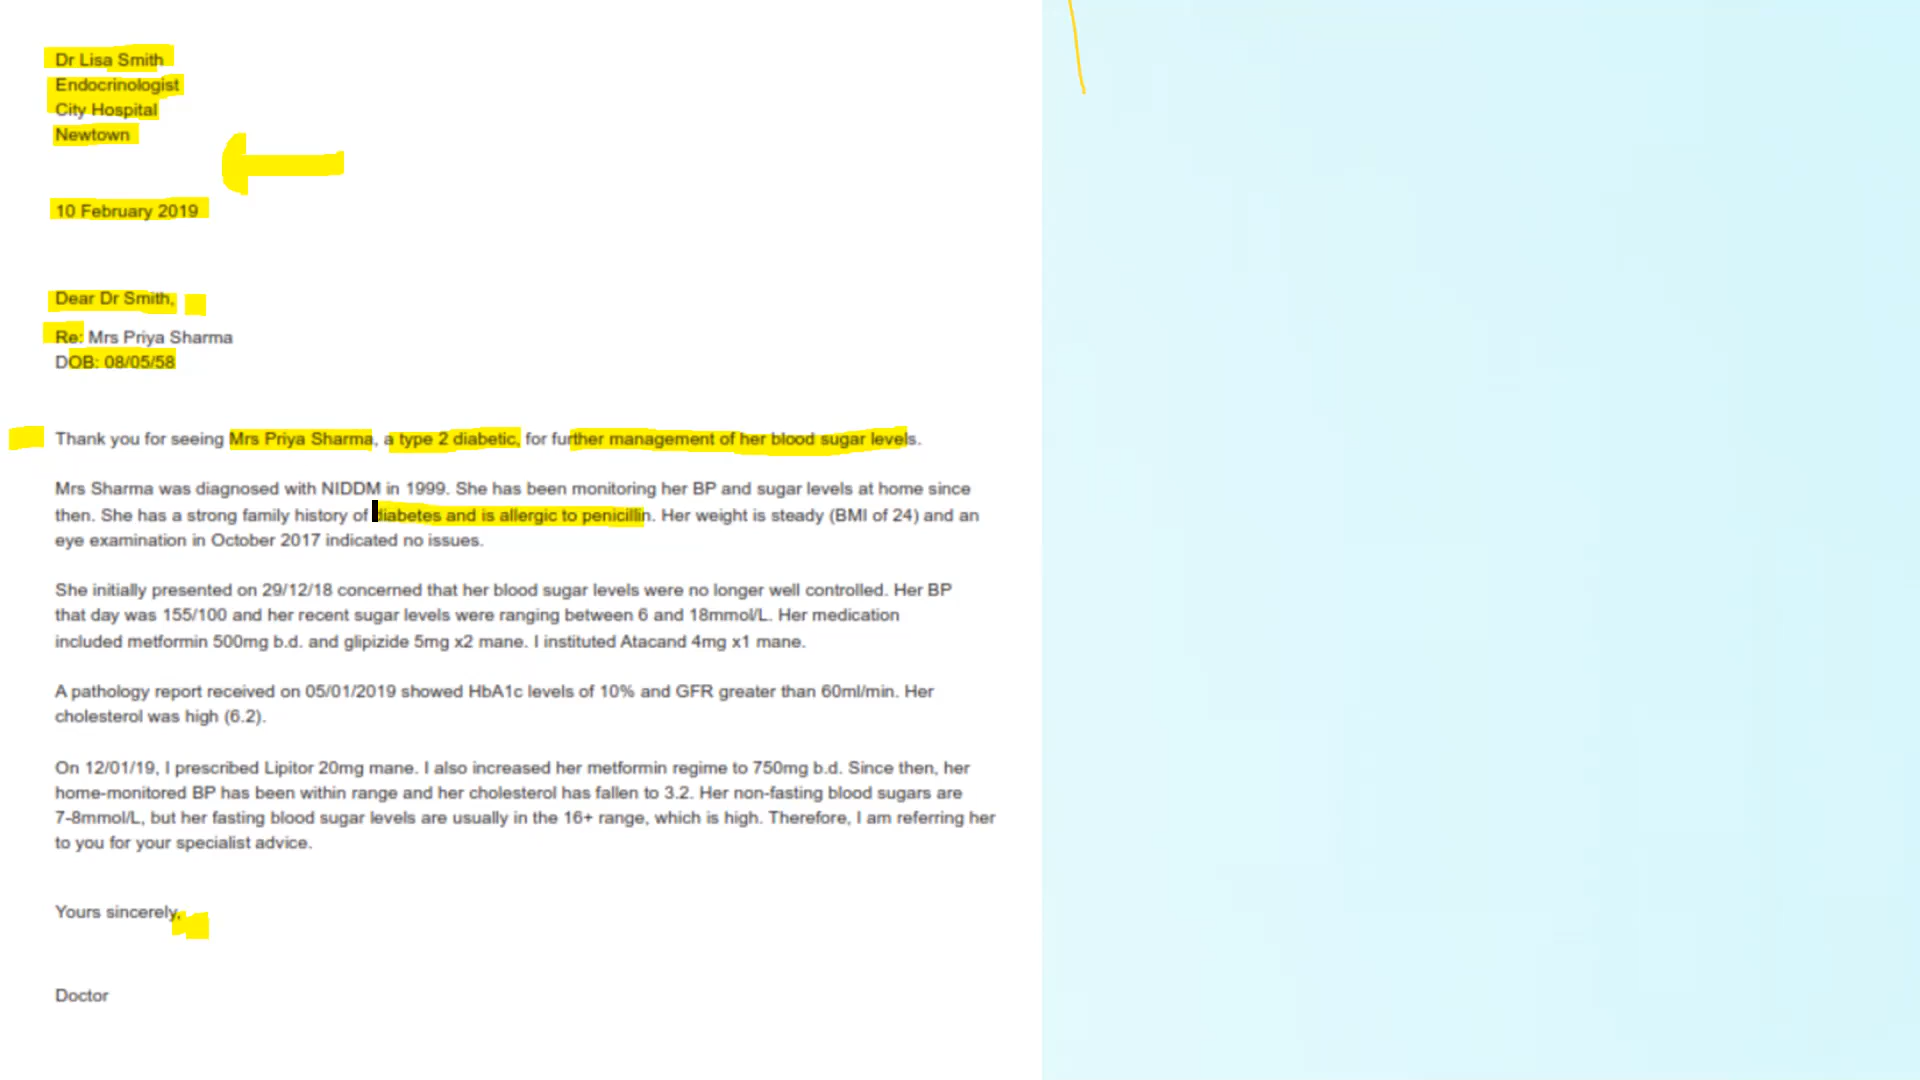 Dr Lisa Smith
Endocrinologist
City Hospital
Newtown
10 February 2019
Dear Dr Smith,
Re: Mrs Priya Sharma
DOB: 08/05/58
Thank you for seeing Mrs Priya Sharma, a type 2 diabetic, for further management of her blood sugar levels.
Mrs Sharma was diagnosed with NIDDM in 1999. She has been monitoring her BP and sugar levels at home since
then. She has a strong family history of diabetes and is allergic to penicillin. Her weight is steady (BMI of 24) and an
eye examination in October 2017 indicated no issues.
She initially presented on 29/12/18 concerned that her blood sugar levels were no longer well controlled. Her BP
that day was 155/100 and her recent sugar levels were ranging between 6 and 18mmol/L. Her medication
included metformin 500mg b.d. and glipizide 5mg x2 mane. I instituted Atacand 4mg x1 mane.
A pathology report received on 05/01/2019 showed HbA1c levels of 10% and GFR greater than 60ml/min. Her
cholesterol was high (6.2).
On 12/01/19, I prescribed Lipitor 20mg mane. I also increased her metformin regime to 750mg b.d. Since then, her
home-monitored BP has been within range and her cholesterol has fallen to 3.2. Her non-fasting blood sugars are
7-8mmol/L, but her fasting blood sugar levels are usually in the 16+ range, which is high. Therefore, I am referring her
to you for your specialist advice.
Yours sincerely,
Doctor